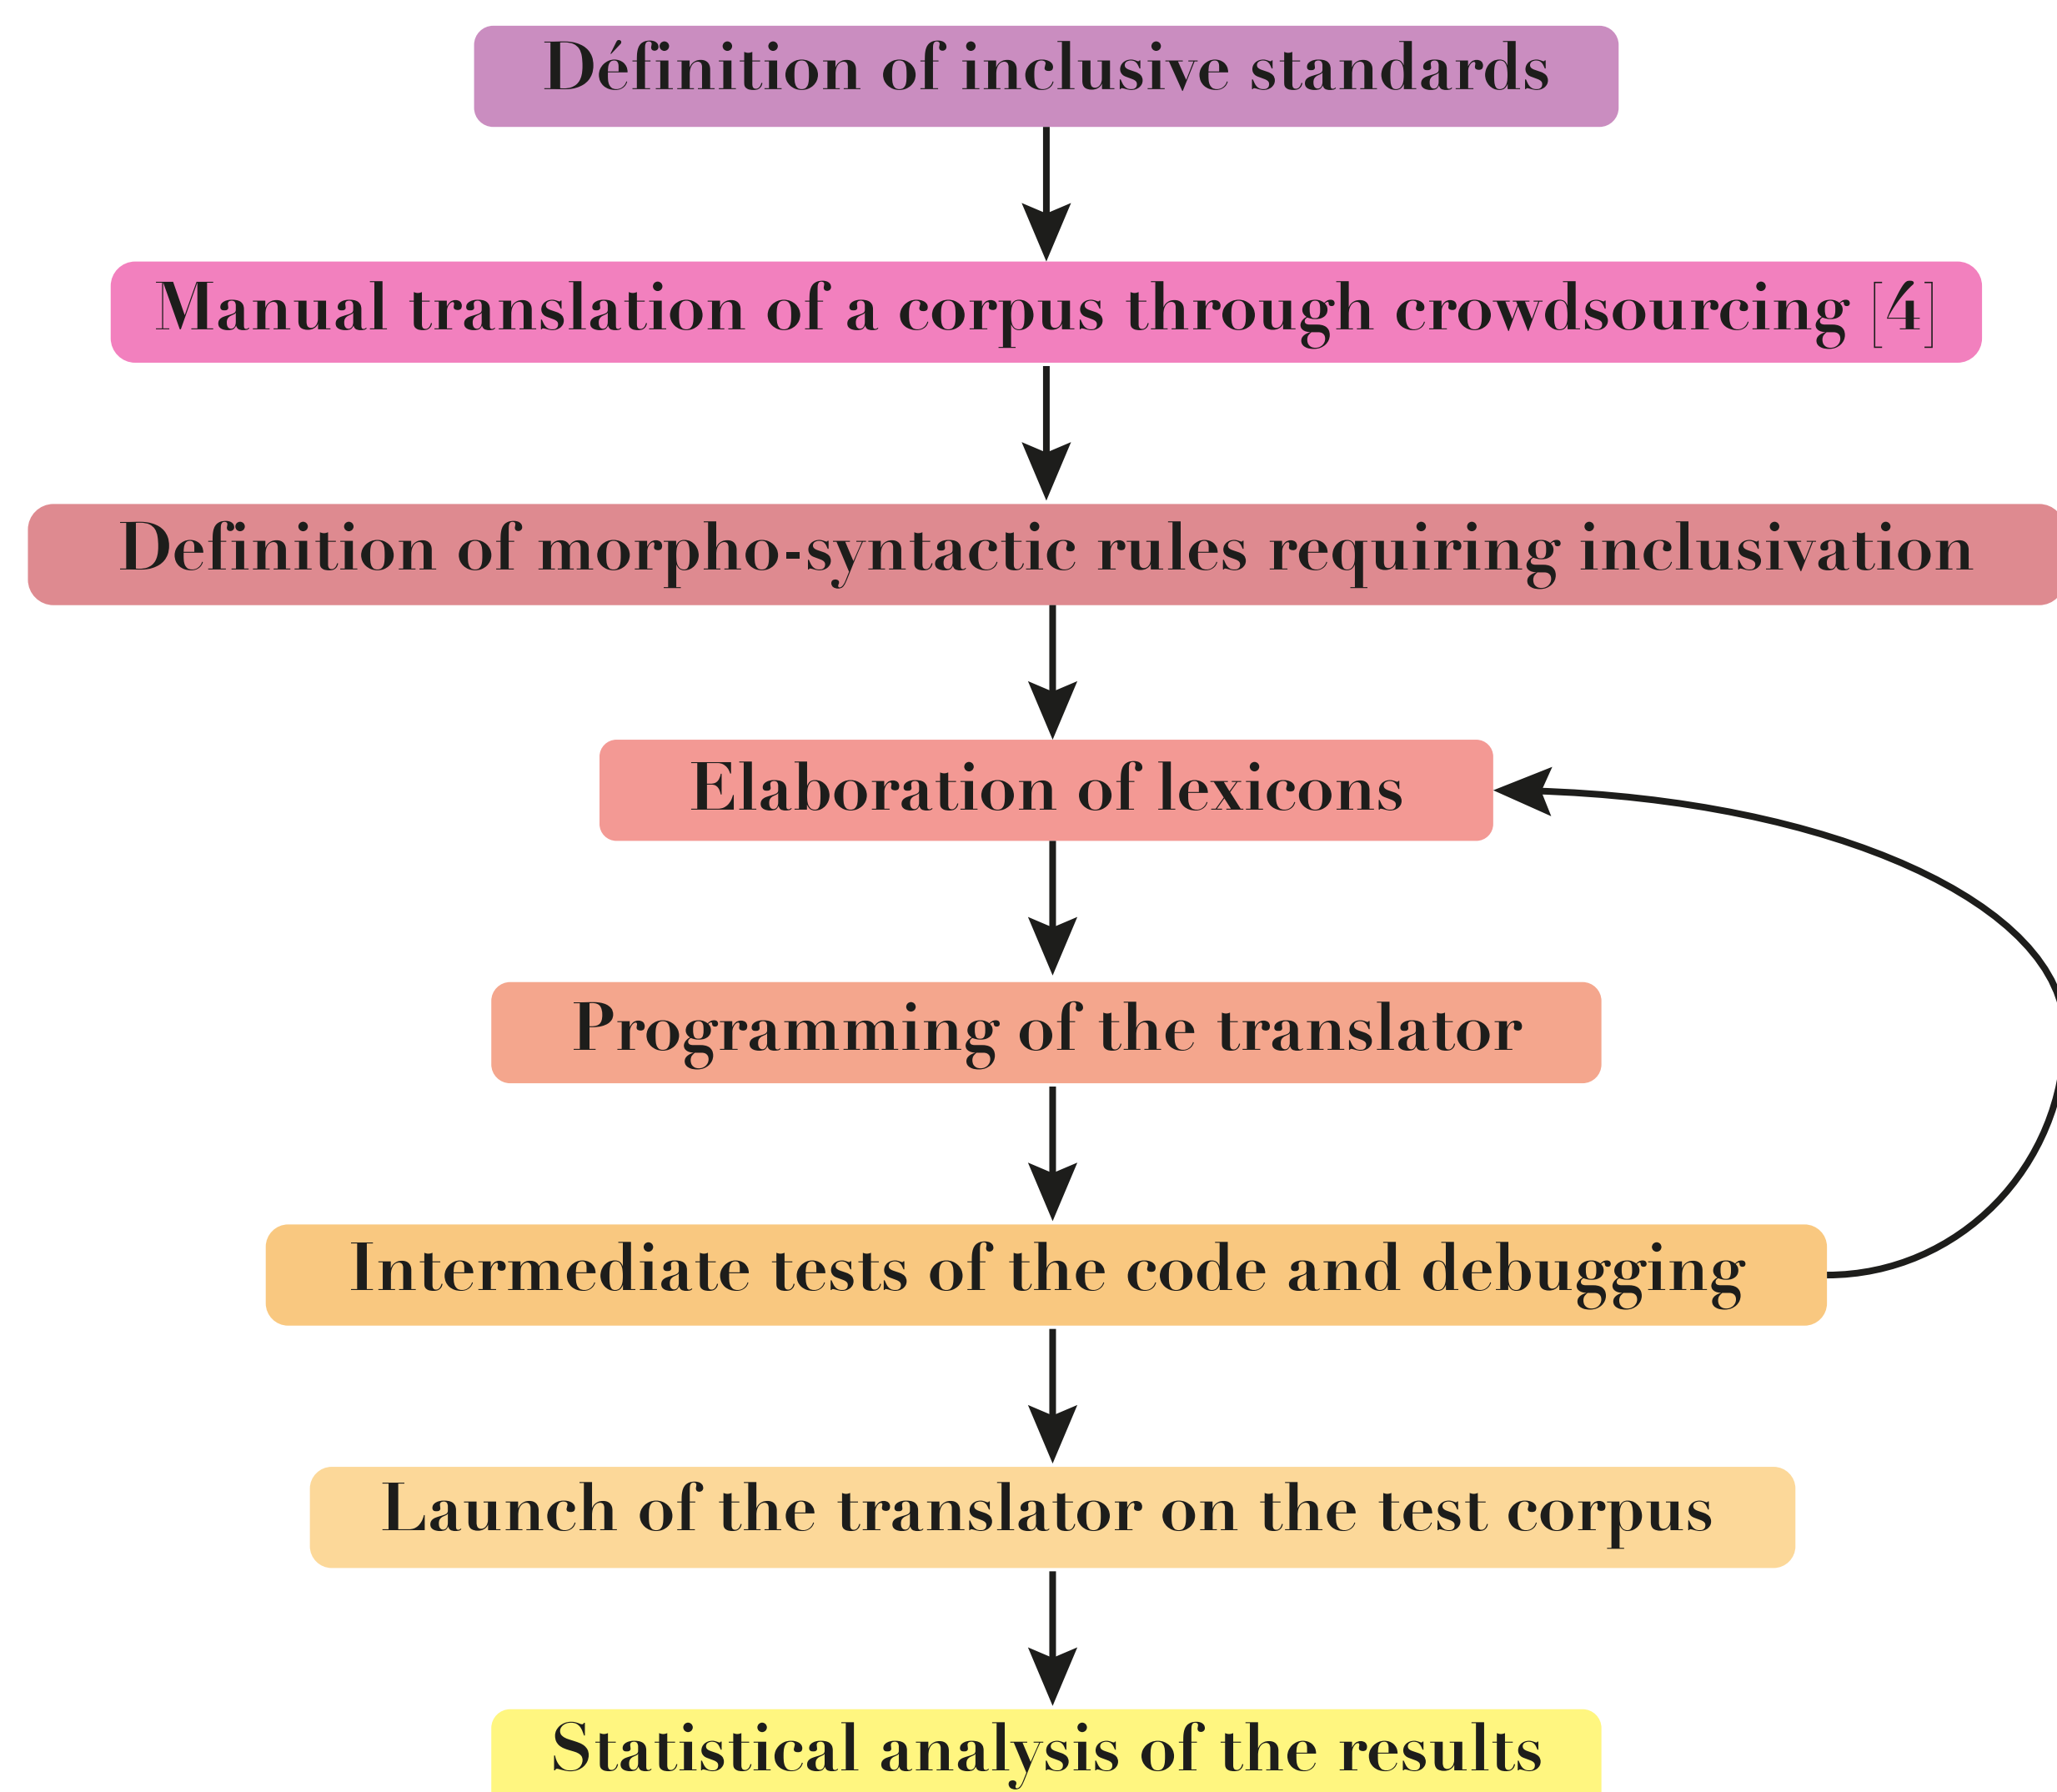 Définition of inclusive standards
Manual translation of a corpus through crowdsourcing [4]
Definition of morpho-syntactic rules requiring inclusivation
Elaboration of lexicons
Programming of the translator
Intermediate tests of the code and debugging
Launch of the translator on the test corpus
Statistical analysis of the results